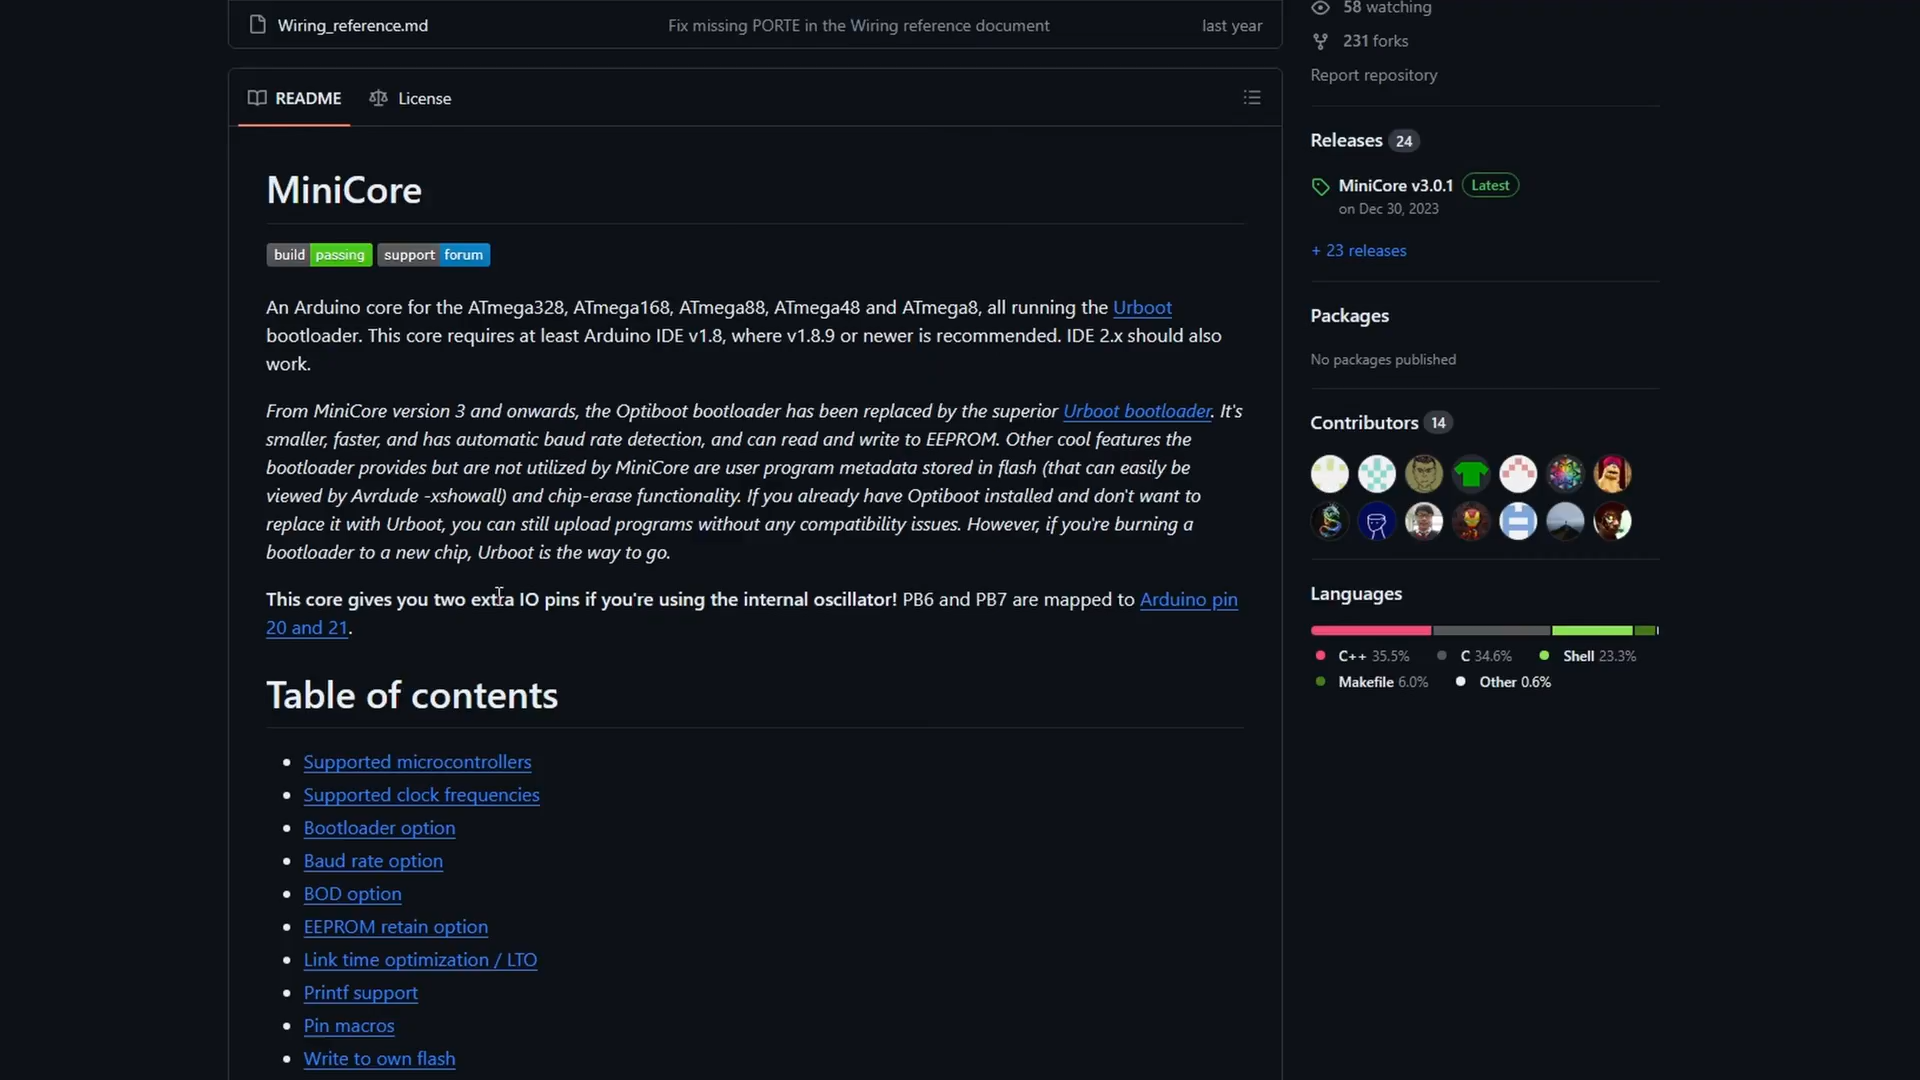 Wiring_reference.md
Fix missing PORTE in the Wiring reference document
last year
58 watching
231 forks
Report repository
README
License
Releases 24
MiniCore v3.0.1 Latest
on Dec 30, 2023
+ 23 releases
MiniCore
build passing support forum
An Arduino core for the ATmega328, ATmega168, ATmega88, ATmega48 and ATmega8, all running the Urboot
bootloader. This core requires at least Arduino IDE v1.8, where v1.8.9 or newer is recommended. IDE 2.x should also
work.
From MiniCore version 3 and onwards, the Optiboot bootloader has been replaced by the superior Urboot bootloader. It's
smaller, faster, and has automatic baud rate detection, and can read and write to EEPROM. Other cool features the
bootloader provides but are not utilized by MiniCore are user program metadata stored in flash (that can easily be
viewed by Avrdude -xshowall) and chip-erase functionality. If you already have Optiboot installed and don't want to
replace it with Urboot, you can still upload programs without any compatibility issues. However, if you're burning a
bootloader to a new chip, Urboot is the way to go.
This core gives you two extra IO pins if you're using the internal oscillator! PB6 and PB7 are mapped to Arduino pin
20 and 21.
Packages
No packages published
Contributors 14
Languages
C++ 35.5% C 34.6% Shell 23.3%
Makefile 6.0% Other 0.6%
Table of contents
Supported microcontrollers
Supported clock frequencies
Bootloader option
Baud rate option
BOD option
EEPROM retain option
Link time optimization / LTO
Printf support
Pin macros
Write to own flash